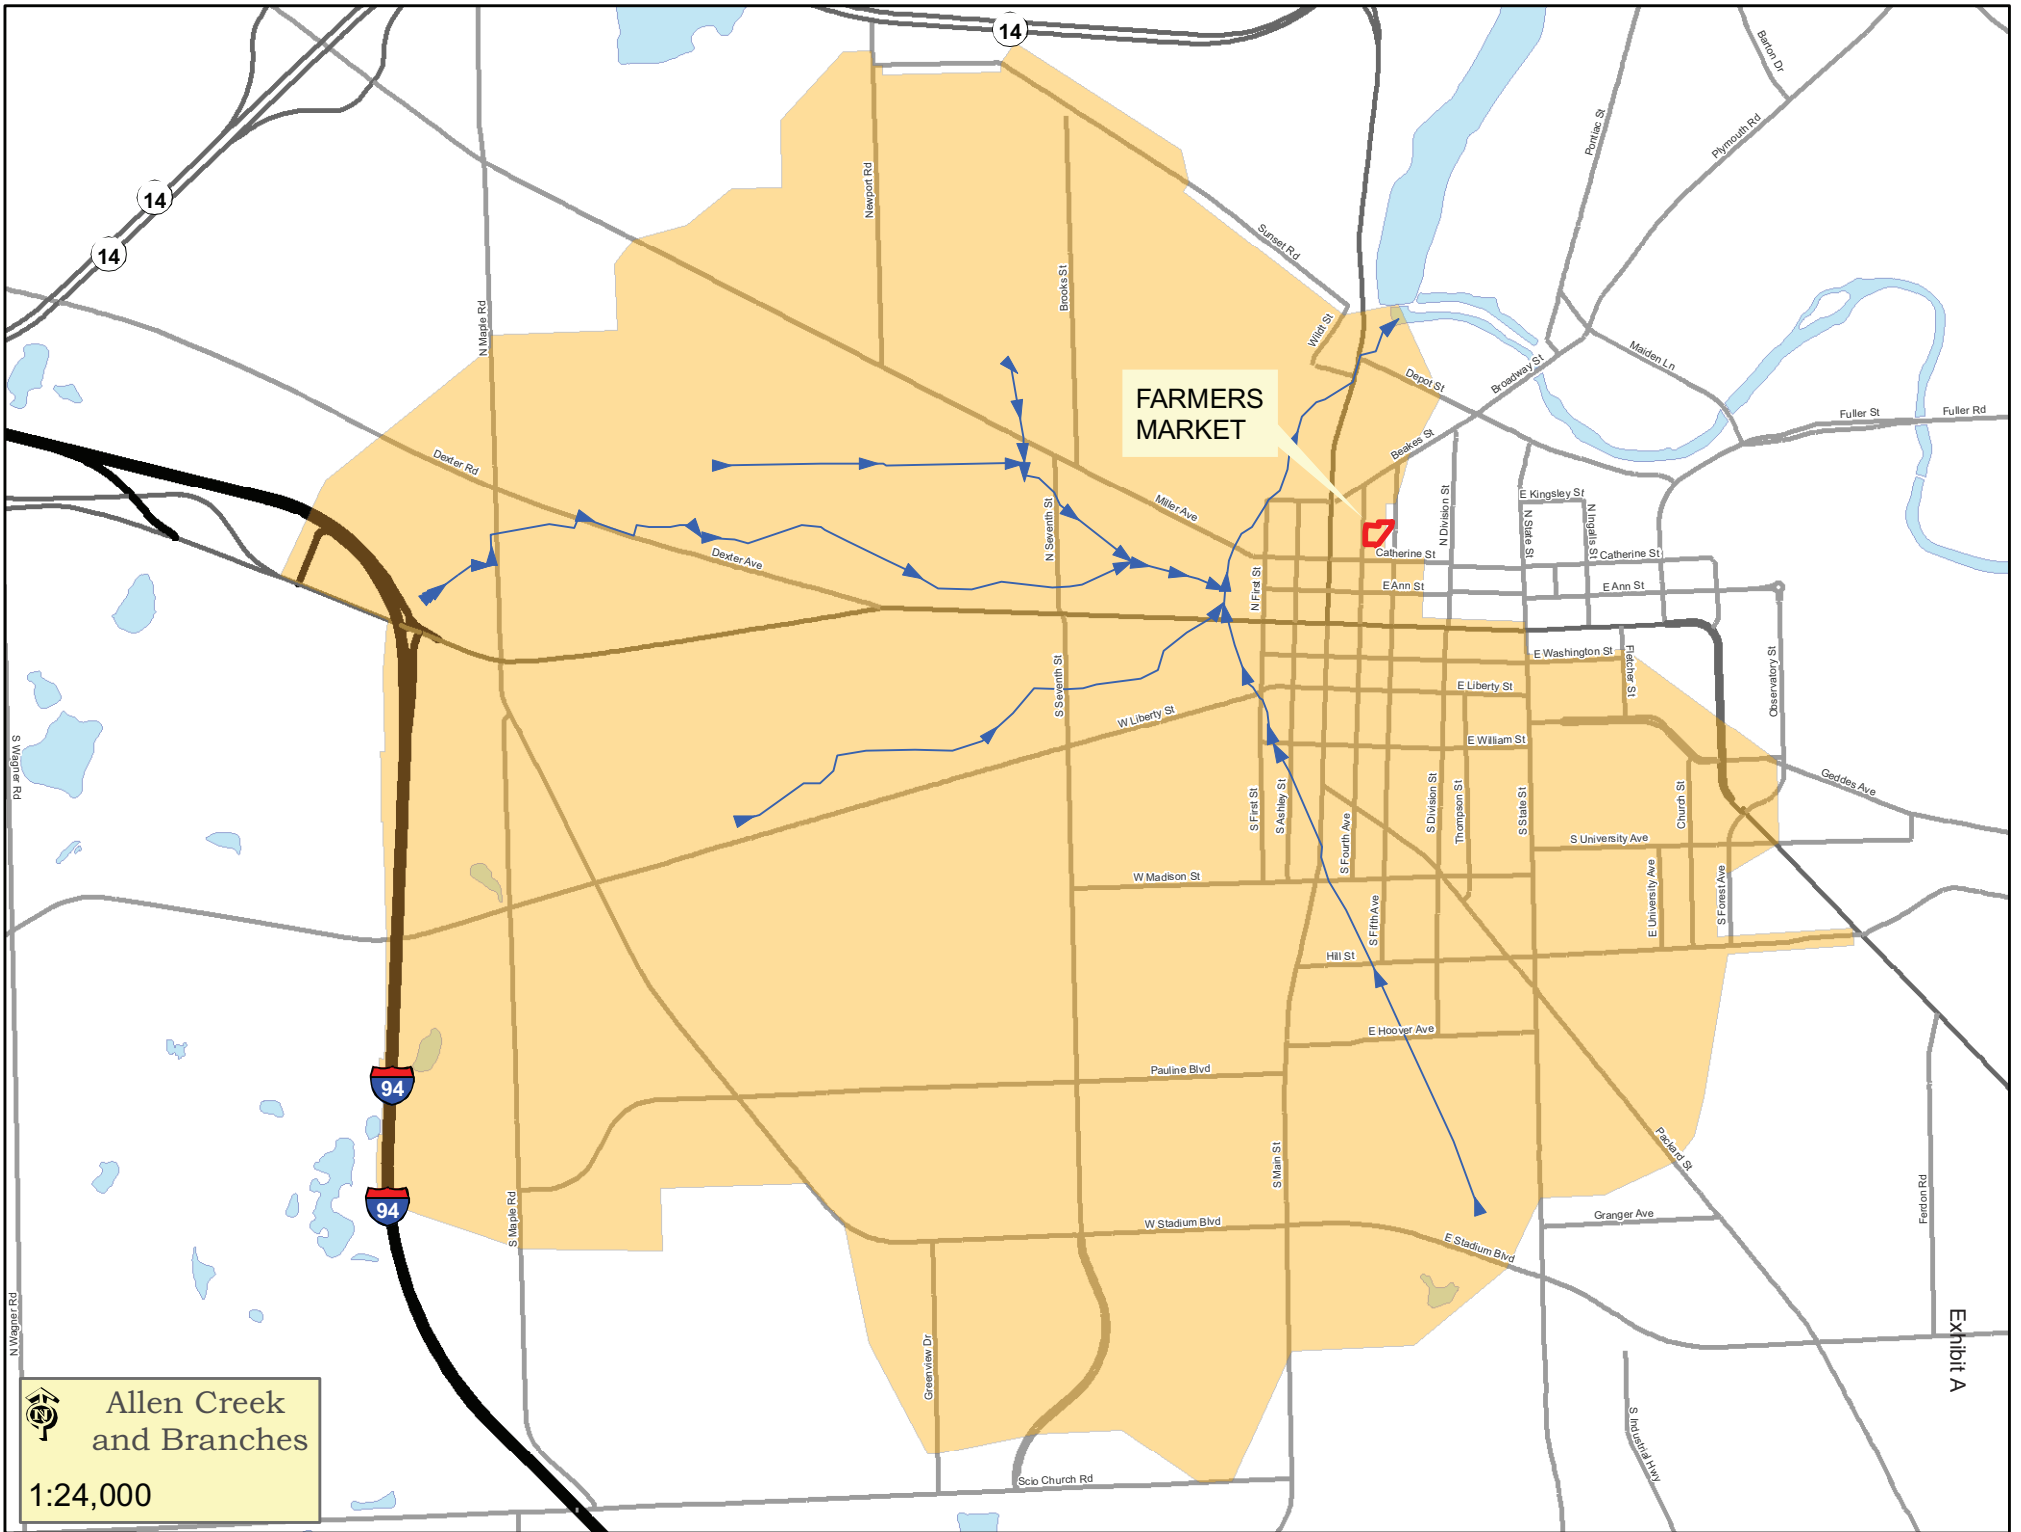 14
Barton Dr
Pontiac St
Plymouth Rd
14
Newport Rd
Sunset Rd
14
Brooks St
N Maple Rd
Wildt St
Maiden Ln
Depot St
Broadway St
FARMERS
MARKET
Fuller St
Fuller Rd
Beakes St
Dexter Rd
Miller Ave
E Kingsley St
N Division St
N State St
N Ingalls St
N Seventh St
Dexter Ave
Catherine St
Catherine St
N First St
E Ann St
E Ann St
E Washington St
Fletcher St
Observatory St
S Seventh St
E Liberty St
W Liberty St
E William St
S Wagner Rd
Geddes Ave
S First St
S Ashley St
S Fourth Ave
S Division St
Thompson St
S State St
Church St
S University Ave
W Madison St
E University Ave
S Forest Ave
S Fifth Ave
Hill St
E Hoover Ave
Pauline Blvd
94
Packard St
S Main St
94
S Maple Rd
Ferdon Rd
W Stadium Blvd
Granger Ave
E Stadium Blvd
N Wagner Rd
Greenview Dr
Exhibit A
S Industrial Hwy
Scio Church Rd
N
Allen Creek
and Branches
1:24,000